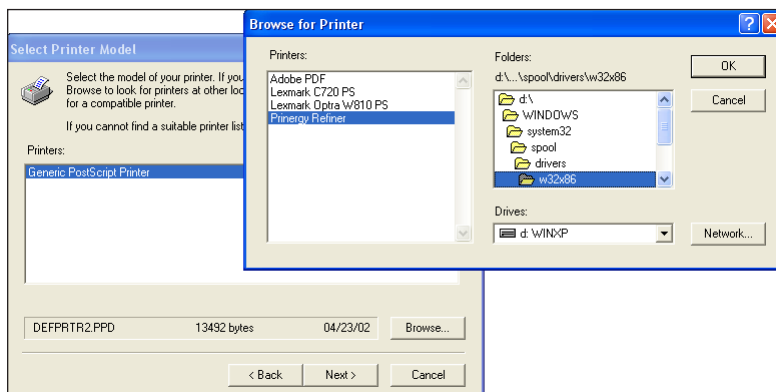 Select Printer Model
Select the model of your printer. If you
Browse to look for printers at other loc
for a compatible printer.
If you cannot find a suitable printer list
Printers:
Generic PostScript Printer
DEFPRTR2.PPD 13492 bytes 04/23/02 Browse...
< Back Next > Cancel
Browse for Printer
Printers:
Adobe PDF
Lexmark C720 PS
Lexmark Optra W810 PS
Prinergy Refiner
Folders:
d:\...\spool\drivers\w32x86
d:\
WINDOWS
system32
spool
drivers
w32x86
Drives:
d: WINXP
OK
Cancel
Network...